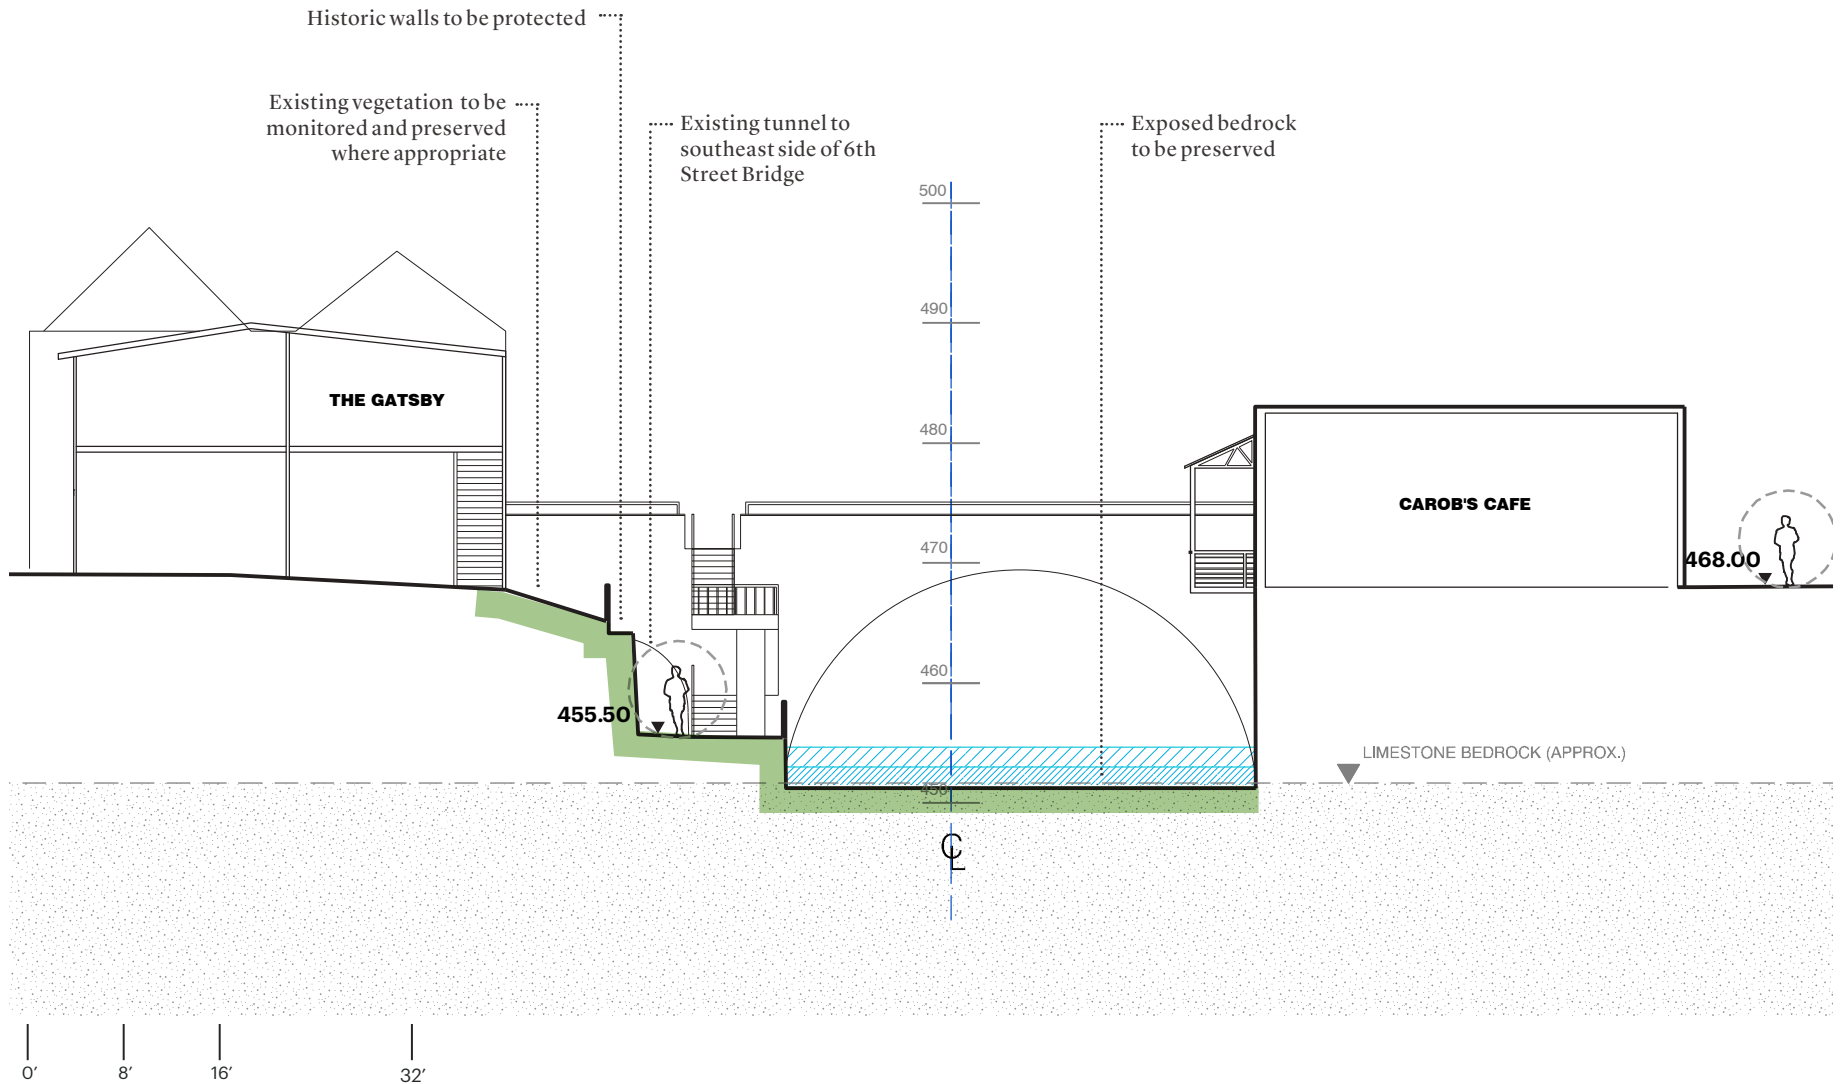 Historic walls to be protected
Existing vegetation to be
monitored and preserved
where appropriate
Existing tunnel to
southeast side of 6th
Street Bridge
Exposed bedrock
to be preserved
500
490
480
470
460
450
THE GATSBY
CAROB'S CAFE
468.00
455.50
LIMESTONE BEDROCK (APPROX.)
CL
0'
8'
16'
32'